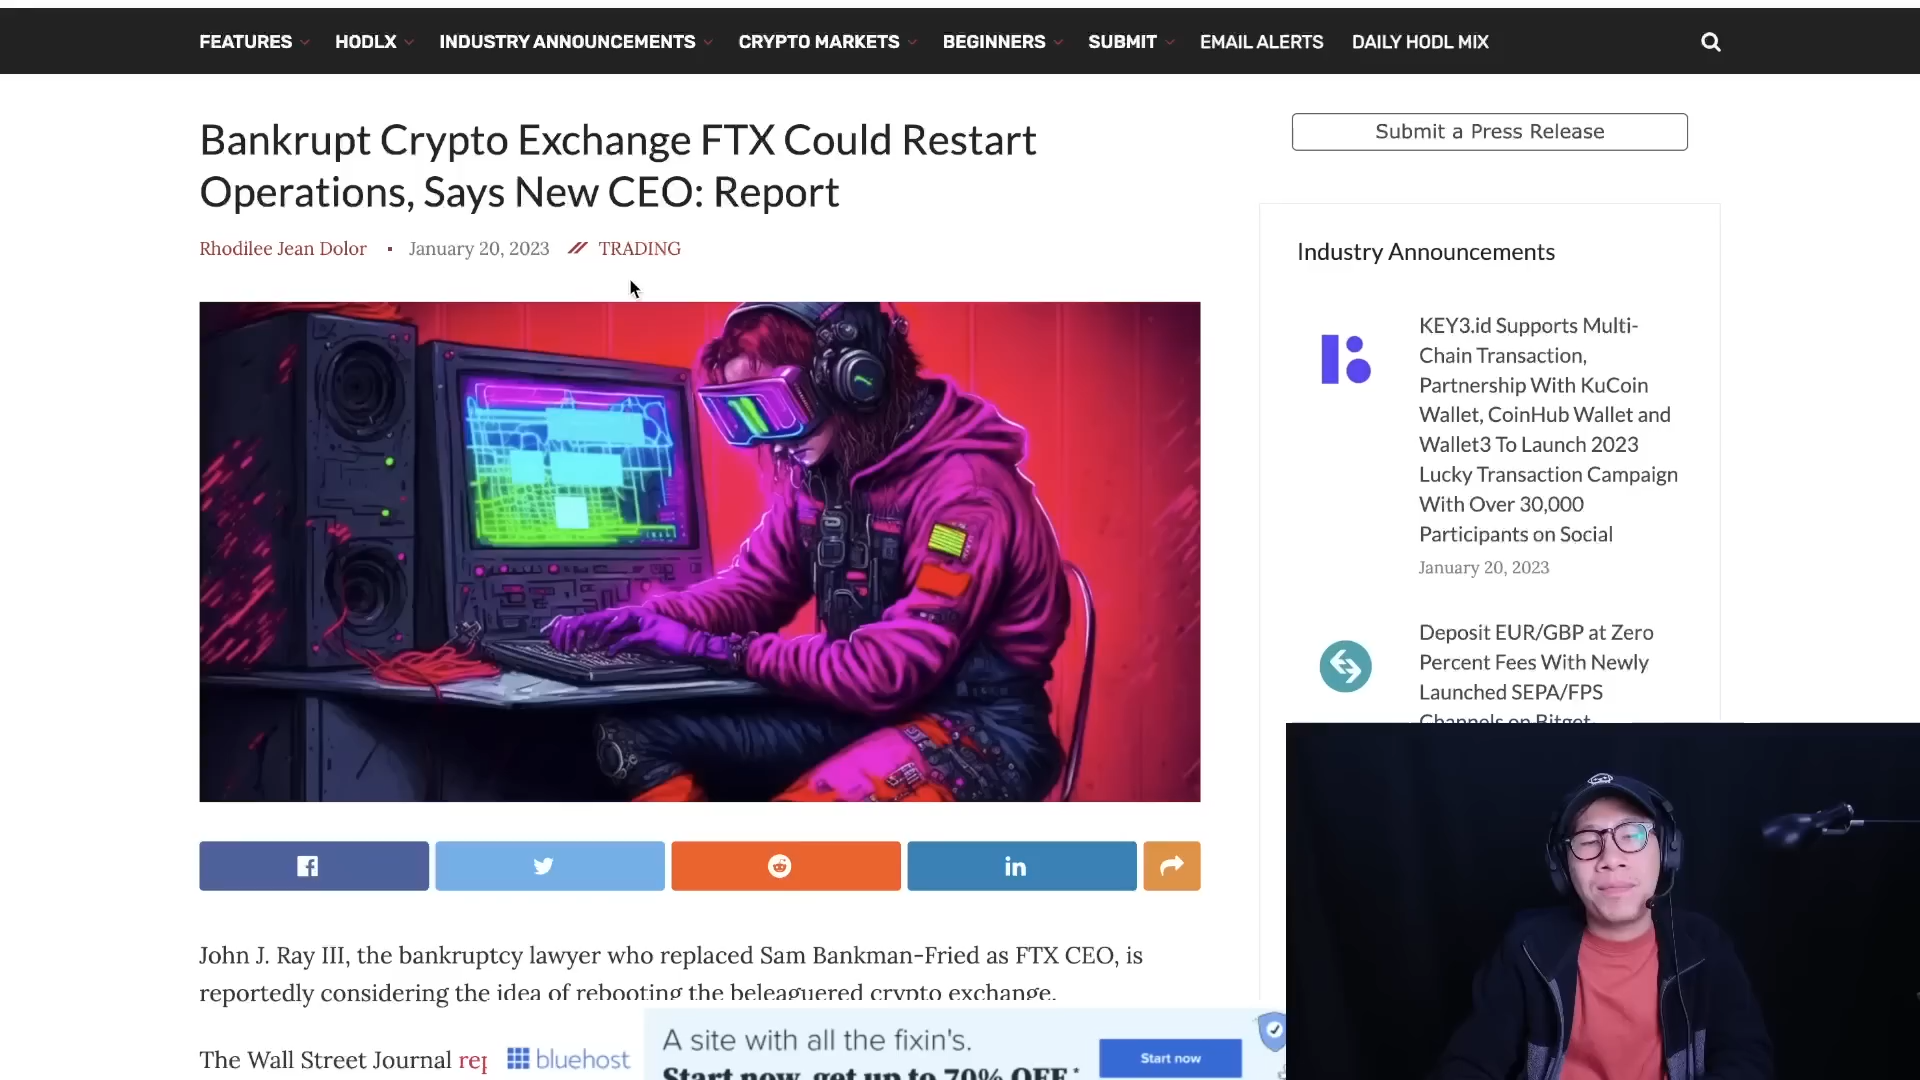 FEATURES HODLX INDUSTRY ANNOUNCEMENTS CRYPTO MARKETS BEGINNERS SUBMIT EMAIL ALERTS DAILY HODL MIX
Bankrupt Crypto Exchange FTX Could Restart
Operations, Says New CEO: Report
Rhodilee Jean Dolor ▪ January 20, 2023 // TRADING
Submit a Press Release
Industry Announcements
KEY3.id Supports Multi-
Chain Transaction,
Partnership With KuCoin
Wallet, CoinHub Wallet and
Wallet3 To Launch 2023
Lucky Transaction Campaign
With Over 30,000
Participants on Social
January 20, 2023
Deposit EUR/GBP at Zero
Percent Fees With Newly
Launched SEPA/FPS
Channels on Bitget
in
John J. Ray III, the bankruptcy lawyer who replaced Sam Bankman-Fried as FTX CEO, is
reportedly considering the idea of rebooting the beleaguered crypto exchange.
The Wall Street Journal
bluehost
A site with all the fixin's.
Start now, get up to 70% OFF.*
Start now